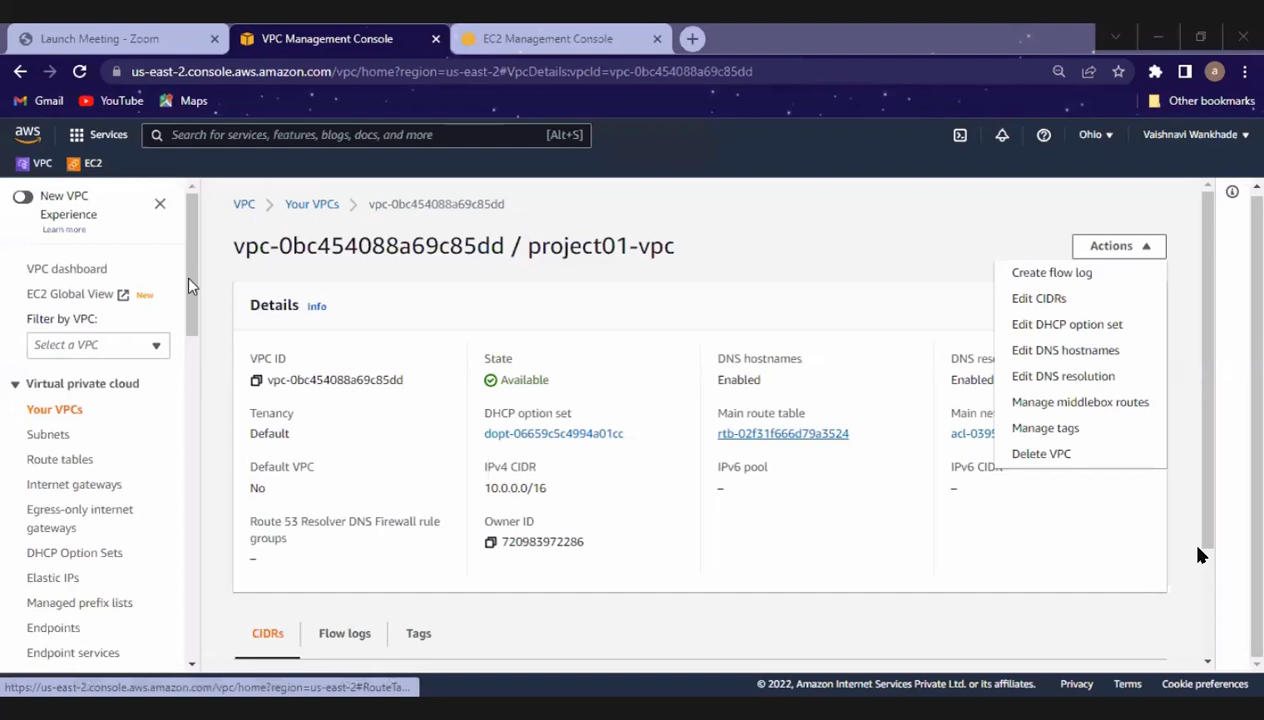 Launch Meeting - Zoom
VPC Management Console
EC2 Management Console
us-east-2.console.aws.amazon.com/vpc/home?region=us-east-2#VpcDetails:vpcId=vpc-0bc454088a69c85dd
a
Gmail
YouTube
Maps
Other bookmarks
aws
Services
Search for services, features, blogs, docs, and more
[Alt+S]
Ohio
Vaishnavi Wankhade
VPC
EC2
New VPC
Experience
Learn more
VPC dashboard
EC2 Global View
New
Filter by VPC:
Select a VPC
Virtual private cloud
Your VPCs
Subnets
Route tables
Internet gateways
Egress-only internet
gateways
DHCP Option Sets
Elastic IPs
Managed prefix lists
Endpoints
Endpoint services
VPC
Your VPCs
vpc-0bc454088a69c85dd
vpc-0bc454088a69c85dd / project01-vpc
Actions
Create flow log
Edit CIDRs
Edit DHCP option set
Edit DNS hostnames
Edit DNS resolution
Manage middlebox routes
Manage tags
Delete VPC
Details
Info
VPC ID
vpc-0bc454088a69c85dd
State
Available
DNS hostnames
Enabled
DNS res
Enabled
Tenancy
Default
DHCP option set
dopt-06659c5c4994a01cc
Main route table
rtb-02f31f666d79a3524
Main ne
acl-0395
Default VPC
No
IPv4 CIDR
10.0.0.0/16
IPv6 pool
–
IPv6 CIDR
–
Route 53 Resolver DNS Firewall rule
groups
–
Owner ID
720983972286
CIDRs
Flow logs
Tags
https://us-east-2.console.aws.amazon.com/vpc/home?region=us-east-2#RouteTa...
© 2022, Amazon Internet Services Private Ltd. or its affiliates.
Privacy
Terms
Cookie preferences